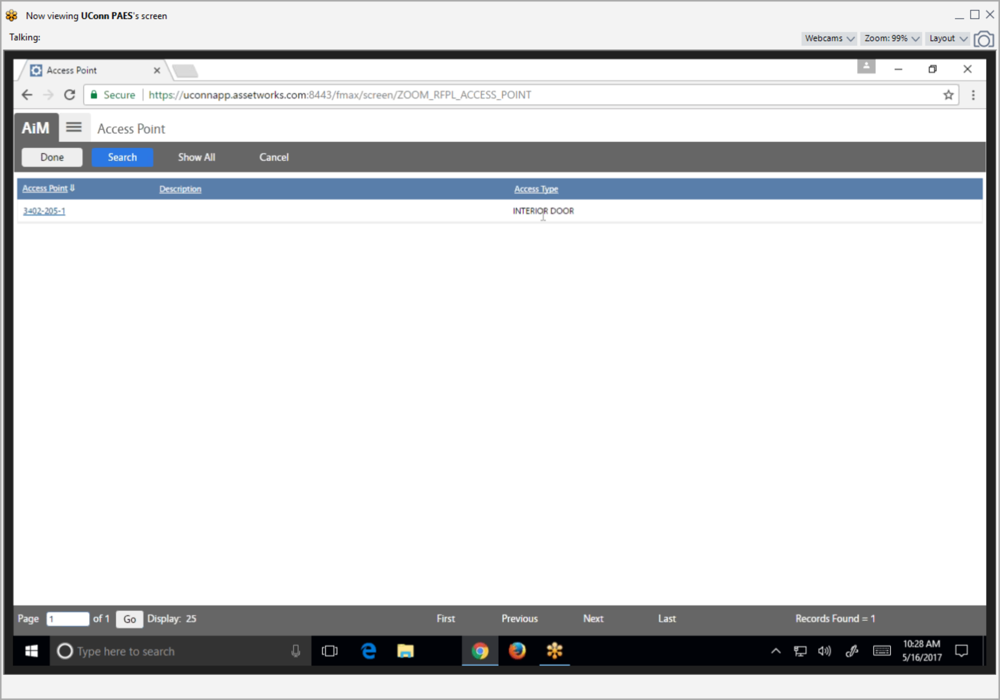 Now viewing UConn PAES's screen
Talking:
Webcams Zoom: 99% Layout
Access Point
Secure https://uconnapp.assetworks.com:8443/fmax/screen/ZOOM_RFPL_ACCESS_POINT
AiM Access Point
Done Search Show All Cancel
Access Point Description Access Type
3402-205-1 INTERIOR DOOR
Page 1 of 1 Go Display: 25 First Previous Next Last Records Found = 1
Type here to search
10:28 AM
5/16/2017